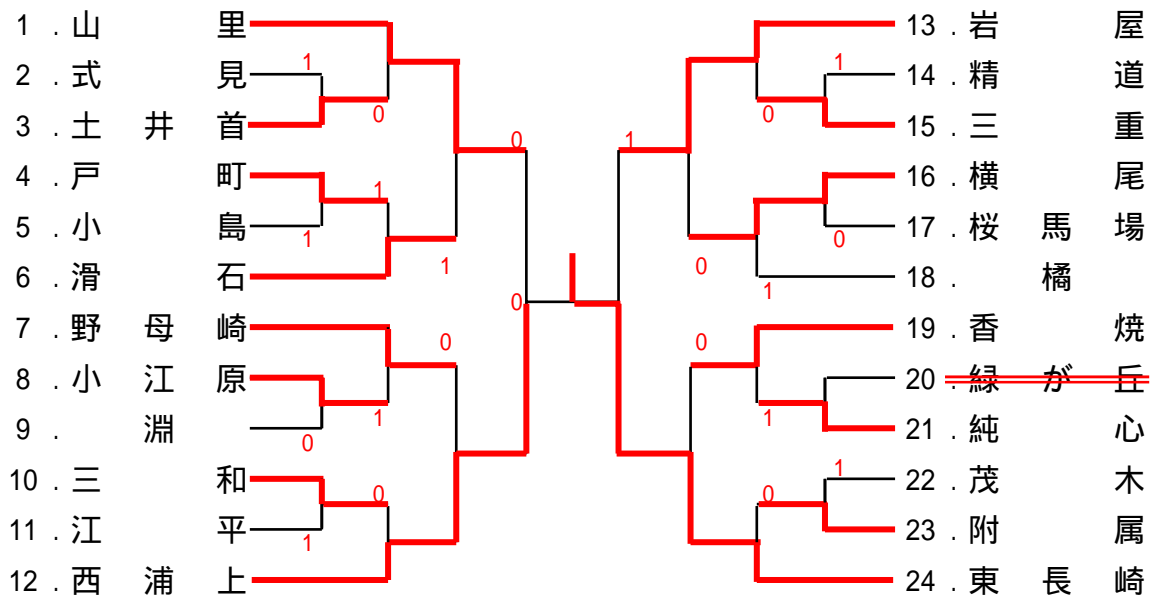 1 . 山 里
2 . 式 見
3 . 土 井 首
4 . 戸 町
5 . 小 島
6 . 滑 石
7 . 野 母 崎
8 . 小 江 原
9 . 淵
10 . 三 和
11 . 江 平
12 . 西 浦 上
1
0
1
1
1
0
0
1
0
0
1
0
13 . 岩 屋
14 . 精 道
15 . 三 重
16 . 横 尾
17 . 桜 馬 場
18 . 橘
19 . 香 焼
20 . 緑 が 丘
21 . 純 心
22 . 茂 木
23 . 附 属
24 . 東 長 崎
1
0
1
0
0
1
0
1
1
0